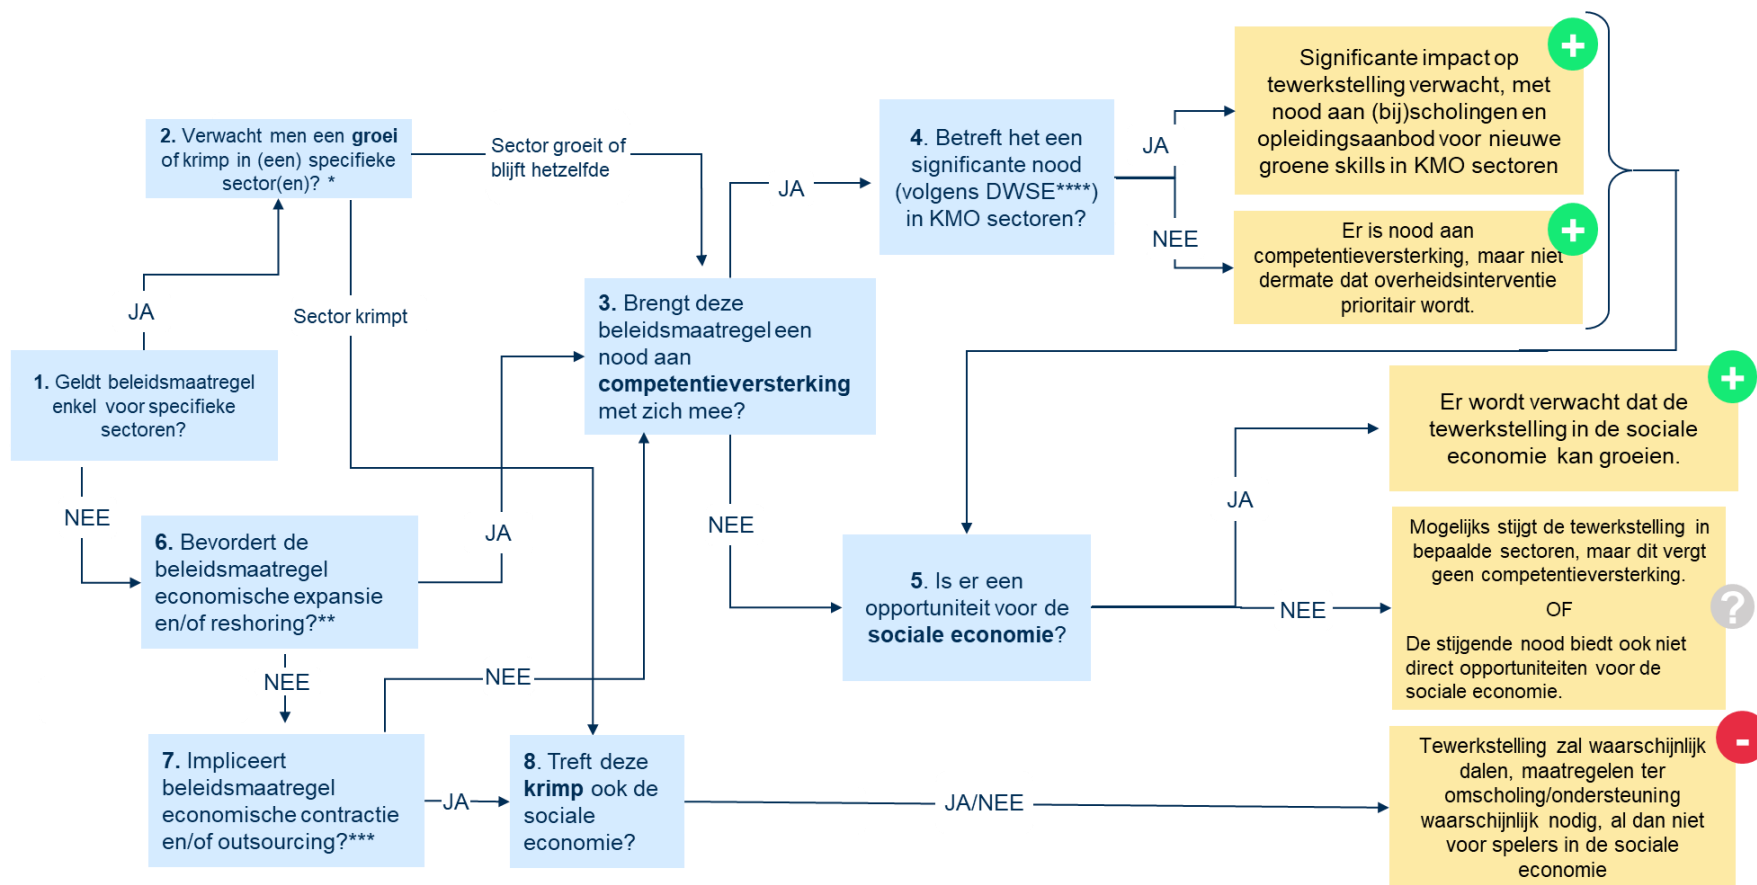 1. Geldt beleidsmaatregel
enkel voor specifieke
sectoren?
JA
NEE
2. Verwacht men een groei
of krimp in (een) specifieke
sector(en)? *
Sector groeit of
blijft hetzelfde
Sector krimpt
3. Brengt deze
beleidsmaatregel een
nood aan
competentieversterking
met zich mee?
JA
NEE
4. Betreft het een
significante nood
(volgens DWSE****)
in KMO sectoren?
JA
NEE
+
Significante impact op
tewerkstelling verwacht, met
nood aan (bij)scholingen en
opleidingsaanbod voor nieuwe
groene skills in KMO sectoren
+
Er is nood aan
competentieversterking, maar niet
dermate dat overheidsinterventie
prioritair wordt.
5. Is er een
opportuniteit voor de
sociale economie?
JA
NEE
+
Er wordt verwacht dat de
tewerkstelling in de sociale
economie kan groeien.
Mogelijks stijgt de tewerkstelling in
bepaalde sectoren, maar dit vergt
geen competentieversterking.
OF
?
De stijgende nood biedt ook niet
direct opportuniteiten voor de
sociale economie.
6. Bevordert de
beleidsmaatregel
economische expansie
en/of reshoring?**
JA
NEE
7. Impliceert
beleidsmaatregel
economische contractie
en/of outsourcing?***
NEE
JA
8. Treft deze
krimp ook de
sociale
economie?
JA/NEE
-
Tewerkstelling zal waarschijnlijk
dalen, maatregelen ter
omscholing/ondersteuning
waarschijnlijk nodig, al dan niet
voor spelers in de sociale
economie